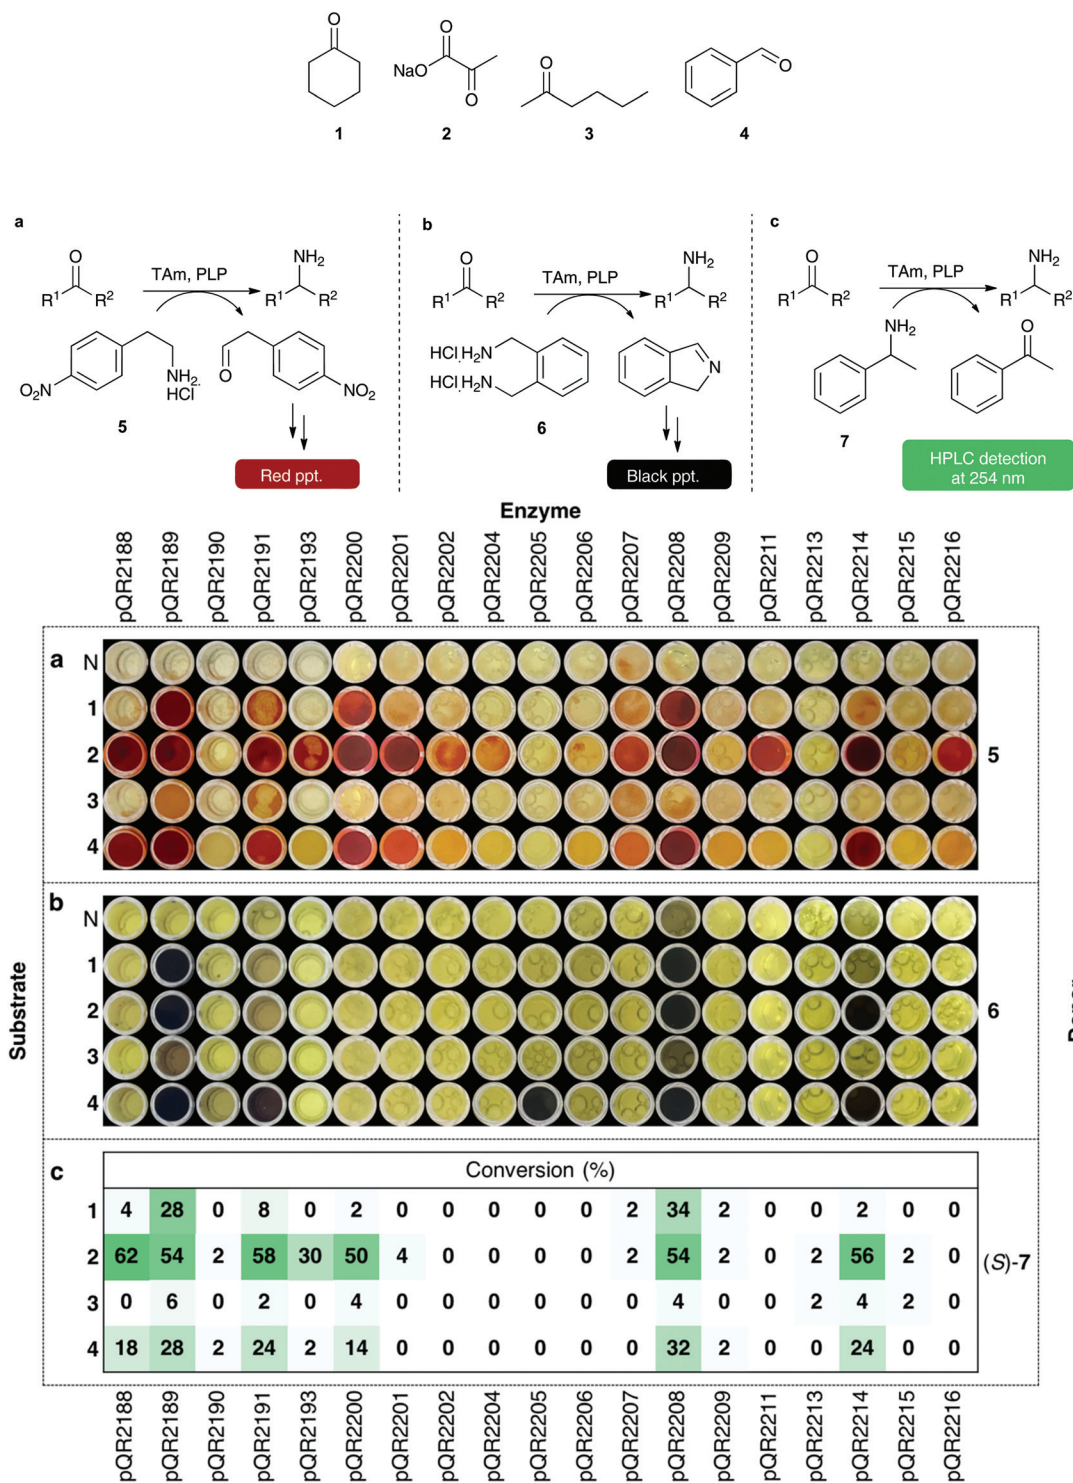 O
O
NaO
O
O
O
1
2
3
4
a
b
c
O
TAm, PLP
NH2
R1 R2
R1 R2
O
TAm, PLP
NH2
R1 R2
R1 R2
O
TAm, PLP
NH2
R1 R2
R1 R2
O2N
NH2.
HCl
O
NO2
HCl.H2N
HCl.H2N
N
NH2
O
5
6
7
Red ppt.
Black ppt.
HPLC detection
at 254 nm
Enzyme
pQR2188 pQR2189 pQR2190 pQR2191 pQR2193 pQR2200 pQR2201 pQR2202 pQR2204 pQR2205 pQR2206 pQR2207 pQR2208 pQR2209 pQR2211 pQR2213 pQR2214 pQR2215 pQR2216
a N
1
2 5
3
4
b N
1
2 6
3
4
Substrate
c Conversion (%)
1 4 28 0 8 0 2 0 0 0 0 0 2 34 2 0 0 2 0 0
2 62 54 2 58 30 50 4 0 0 0 0 2 54 2 0 2 56 2 0 (S)-7
3 0 6 0 2 0 4 0 0 0 0 0 0 4 0 0 2 4 2 0
4 18 28 2 24 2 14 0 0 0 0 0 0 32 2 0 0 24 0 0
pQR2188 pQR2189 pQR2190 pQR2191 pQR2193 pQR2200 pQR2201 pQR2202 pQR2204 pQR2205 pQR2206 pQR2207 pQR2208 pQR2209 pQR2211 pQR2213 pQR2214 pQR2215 pQR2216